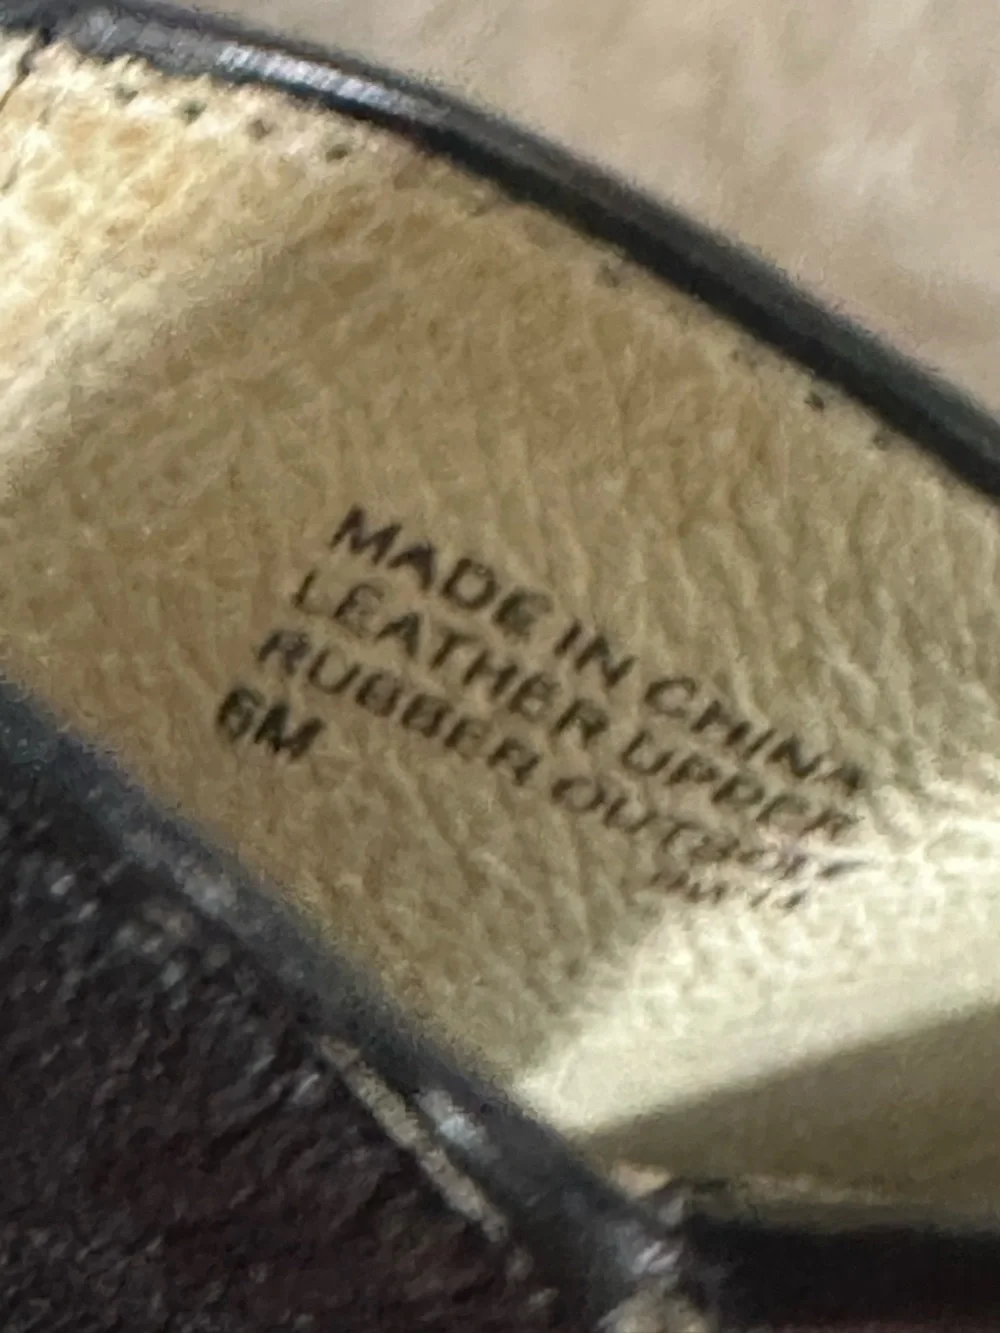 MADE IN CHINA
LEATHER UPPER
RUBBER OUTSOLE
6M